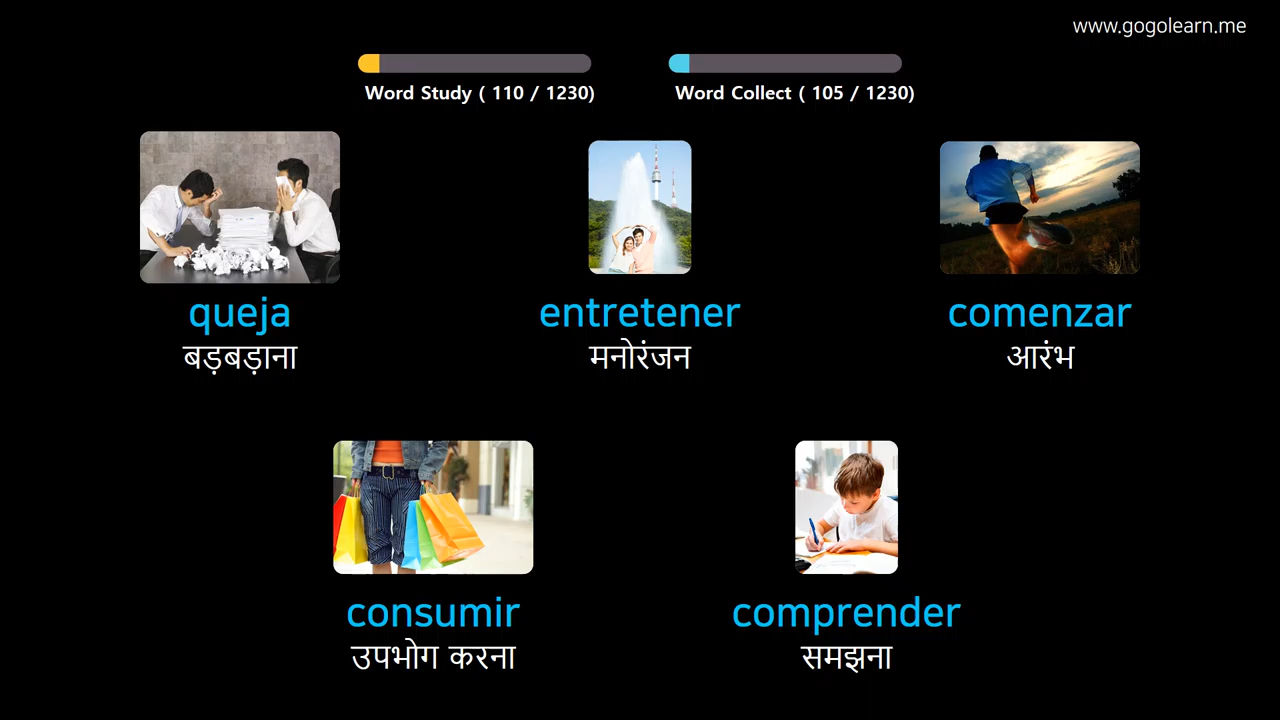 www.gogolearn.me
Word Study ( 110 / 1230)
Word Collect ( 105 / 1230)
queja
बड़बड़ाना
entretener
मनोरंजन
comenzar
आरंभ
consumir
उपभोग करना
comprender
समझना